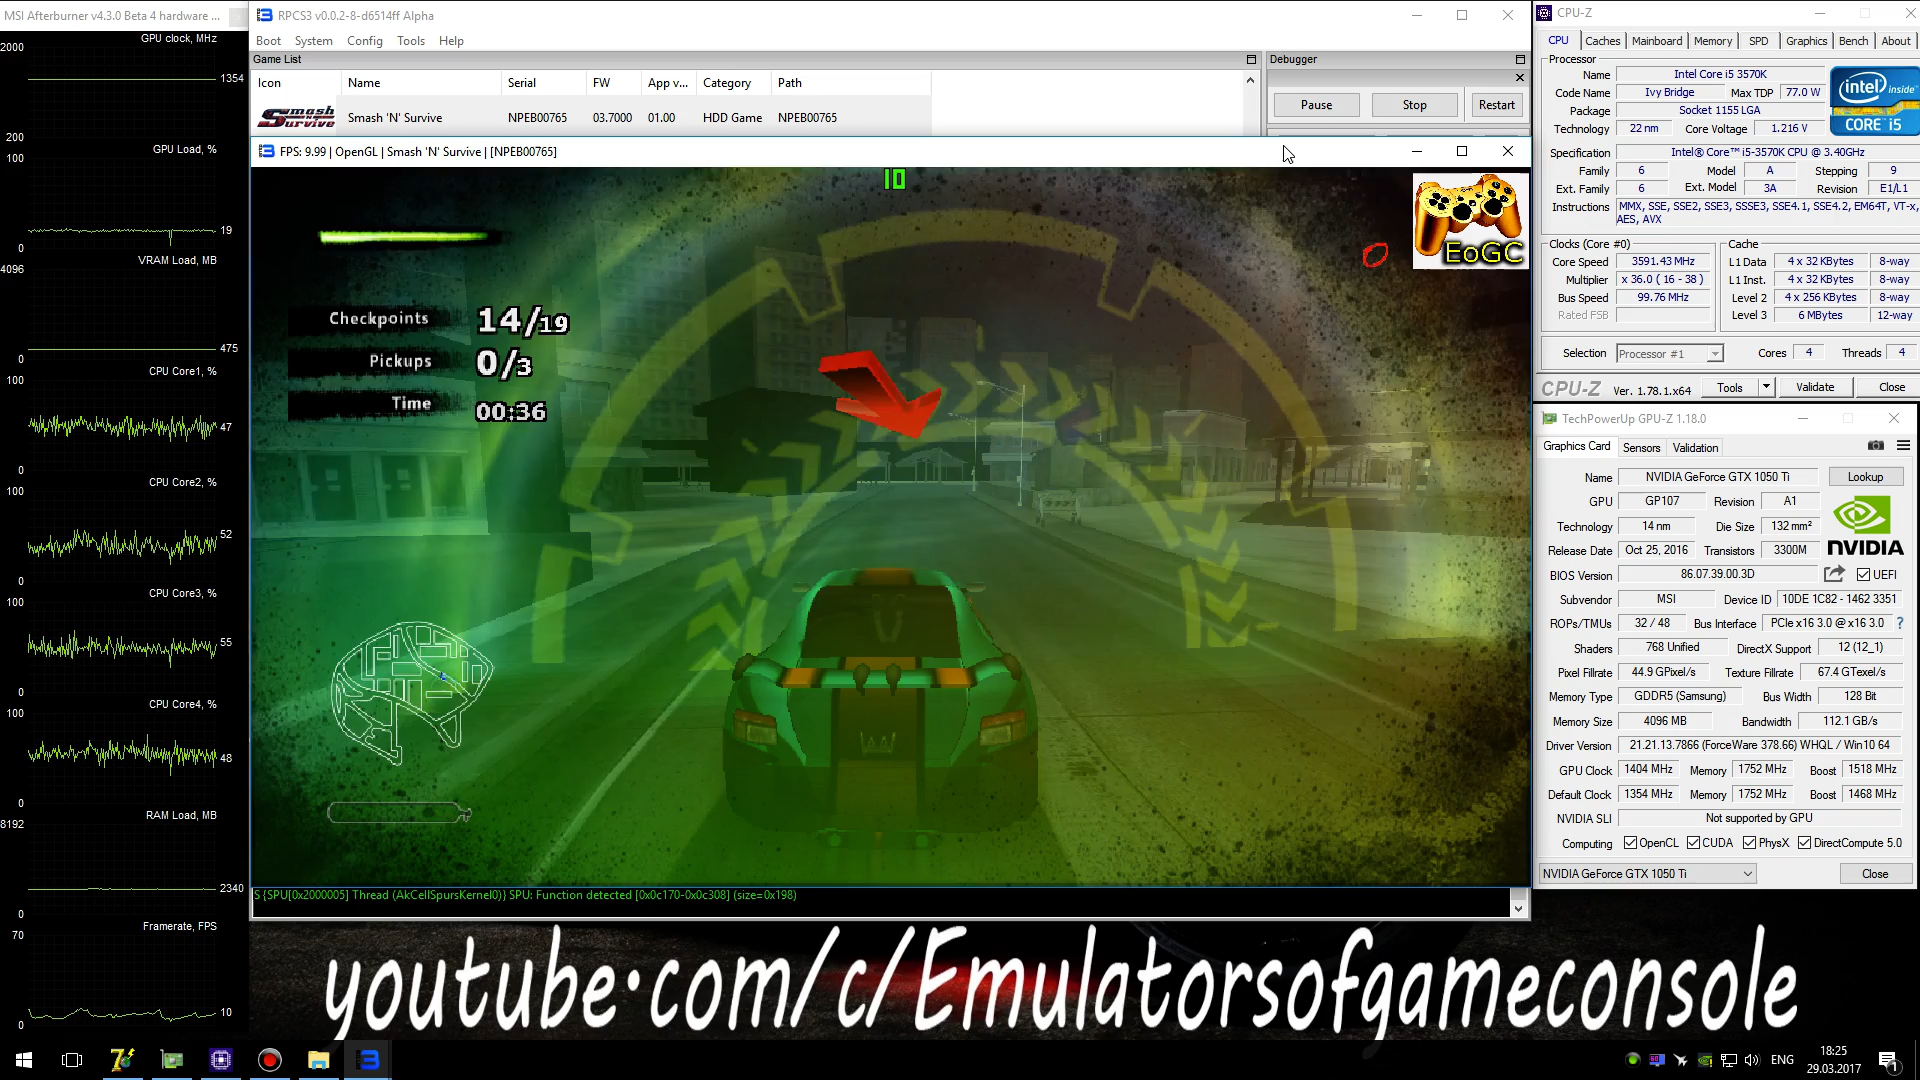 MSI Afterburner v4.3.0 Beta 4 hardware ...
GPU clock, MHz
2000
1354
200
GPU Load, %
100
19
0
VRAM Load, MB
4096
475
0
CPU Core1, %
100
47
0
CPU Core2, %
100
52
0
CPU Core3, %
100
55
0
CPU Core4, %
100
48
0
RAM Load, MB
8192
2340
0
Framerate, FPS
70
10
0
RPCS3 v0.0.2-8-d6514ff Alpha
Boot System Config Tools Help
Game List
Icon Name Serial FW App v... Category Path
Smash Survive Smash 'N' Survive NPEB00765 03.7000 01.00 HDD Game NPEB00765
Debugger
Pause Stop Restart
FPS: 9.99 | OpenGL | Smash 'N' Survive | [NPEB00765]
10
EoGC
Checkpoints 14/19
Pickups 0/3
Time 00:36
S {SPU[0x2000005] Thread (AkCellSpursKernel0)} SPU: Function detected [0x0c170-0x0c308] (size=0x198)
CPU-Z
CPU Caches Mainboard Memory SPD Graphics Bench About
Processor
Name Intel Core i5 3570K
Code Name Ivy Bridge Max TDP 77.0 W
Package Socket 1155 LGA
Technology 22 nm Core Voltage 1.216 V
intel inside
CORE i5
Specification Intel® Core™ i5-3570K CPU @ 3.40GHz
Family 6 Model A Stepping 9
Ext. Family 6 Ext. Model 3A Revision E1/L1
Instructions MMX, SSE, SSE2, SSE3, SSSE3, SSE4.1, SSE4.2, EM64T, VT-x,
AES, AVX
Clocks (Core #0)
Core Speed 3591.43 MHz
Multiplier x 36.0 ( 16 - 38 )
Bus Speed 99.76 MHz
Rated FSB
Cache
L1 Data 4 x 32 KBytes 8-way
L1 Inst. 4 x 32 KBytes 8-way
Level 2 4 x 256 KBytes 8-way
Level 3 6 MBytes 12-way
Selection Processor #1 Cores 4 Threads 4
CPU-Z Ver. 1.78.1.x64 Tools Validate Close
TechPowerUp GPU-Z 1.18.0
Graphics Card Sensors Validation
Name NVIDIA GeForce GTX 1050 Ti Lookup
GPU GP107 Revision A1
Technology 14 nm Die Size 132 mm²
Release Date Oct 25, 2016 Transistors 3300M
NVIDIA
BIOS Version 86.07.39.00.3D UEFI
Subvendor MSI Device ID 10DE 1C82 - 1462 3351
ROPs/TMUs 32 / 48 Bus Interface PCIe x16 3.0 @ x16 3.0 ?
Shaders 768 Unified DirectX Support 12 (12_1)
Pixel Fillrate 44.9 GPixel/s Texture Fillrate 67.4 GTexel/s
Memory Type GDDR5 (Samsung) Bus Width 128 Bit
Memory Size 4096 MB Bandwidth 112.1 GB/s
Driver Version 21.21.13.7866 (ForceWare 378.66) WHQL / Win10 64
GPU Clock 1404 MHz Memory 1752 MHz Boost 1518 MHz
Default Clock 1354 MHz Memory 1752 MHz Boost 1468 MHz
NVIDIA SLI Not supported by GPU
Computing OpenCL CUDA PhysX DirectCompute 5.0
NVIDIA GeForce GTX 1050 Ti Close
youtube.com/c/Emulatorsofgameconsole
ENG
18:25
29.03.2017
1